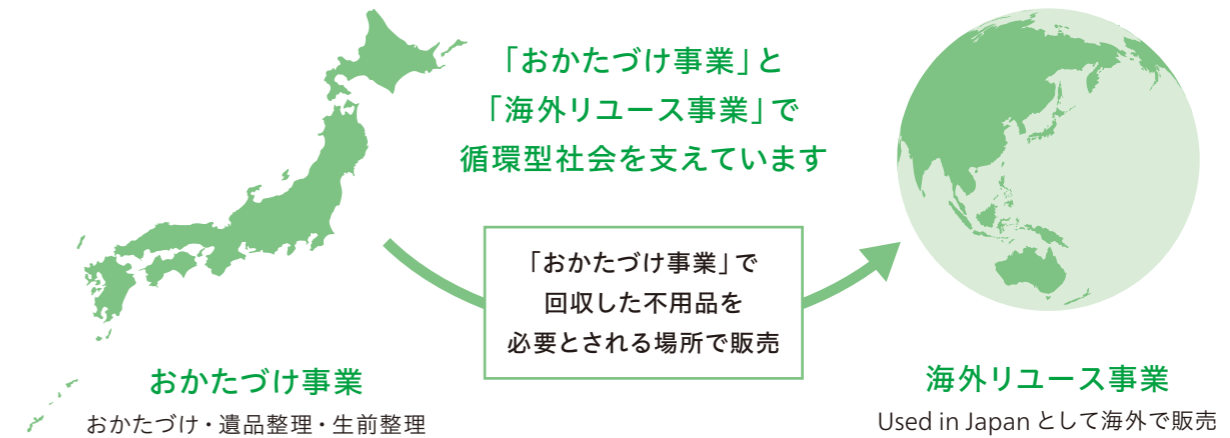 「おかたづけ事業」と
「海外リユース事業」で
循環型社会を支えています
「おかたづけ事業」で
回収した不用品を
必要とされる場所で販売
おかたづけ事業
おかたづけ・遺品整理・生前整理
海外リユース事業
Used in Japan として海外で販売